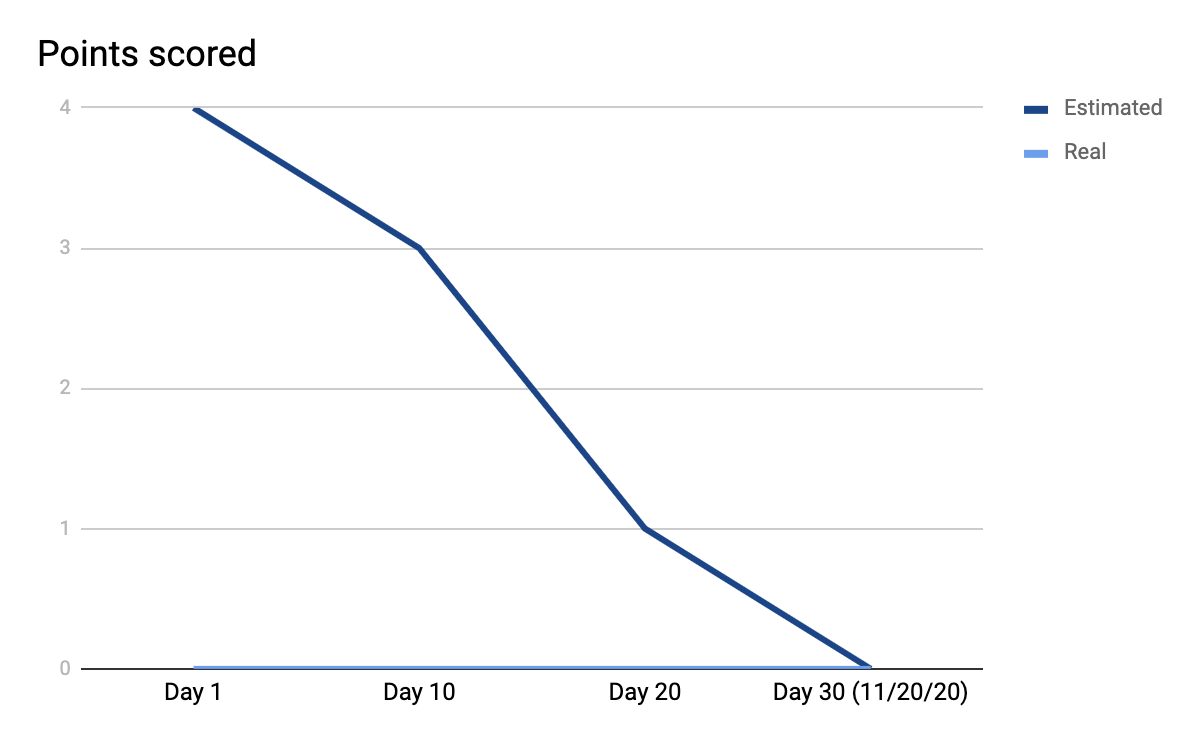 Points scored
4
Estimated
Real
3
2
1
0
Day 1
Day 10
Day 20
Day 30 (11/20/20)